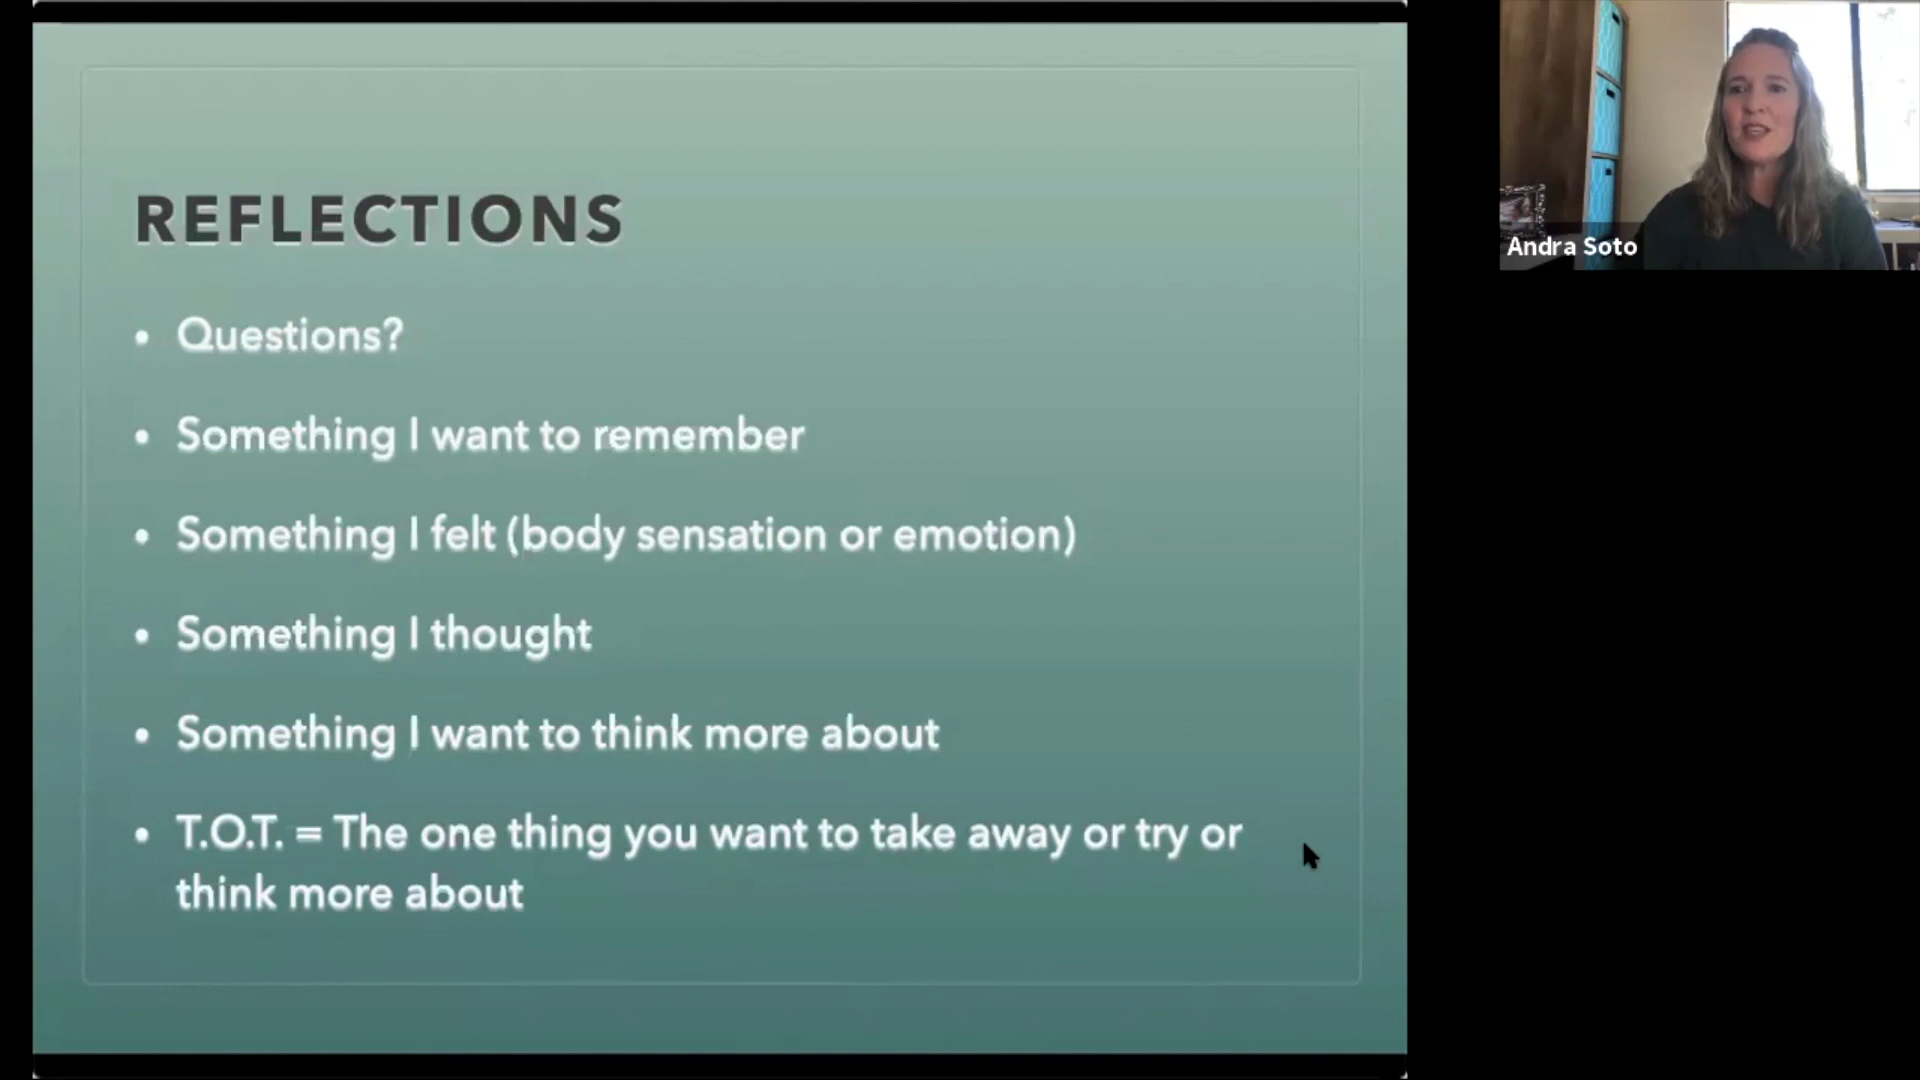 REFLECTIONS
• Questions?
• Something I want to remember
• Something I felt (body sensation or emotion)
• Something I thought
• Something I want to think more about
• T.O.T. = The one thing you want to take away or try or
think more about
Andra Soto